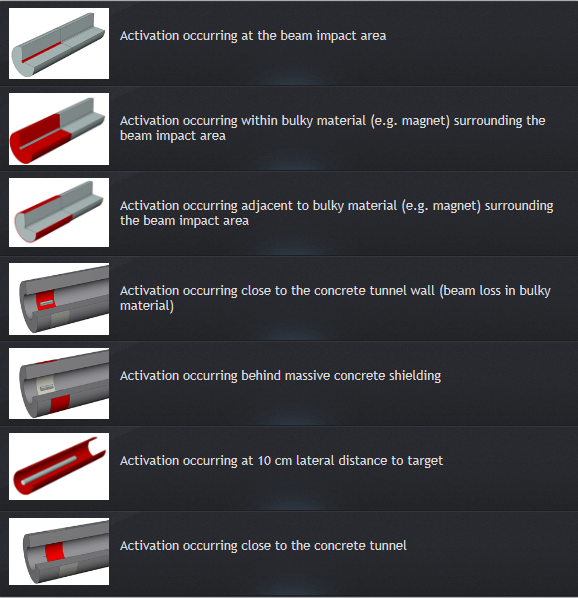 Activation occurring at the beam impact area
Activation occurring within bulky material (e.g. magnet) surrounding the
beam impact area
Activation occurring adjacent to bulky material (e.g. magnet) surrounding
the beam impact area
Activation occurring close to the concrete tunnel wall (beam loss in bulky
material)
Activation occurring behind massive concrete shielding
Activation occurring at 10 cm lateral distance to target
Activation occurring close to the concrete tunnel